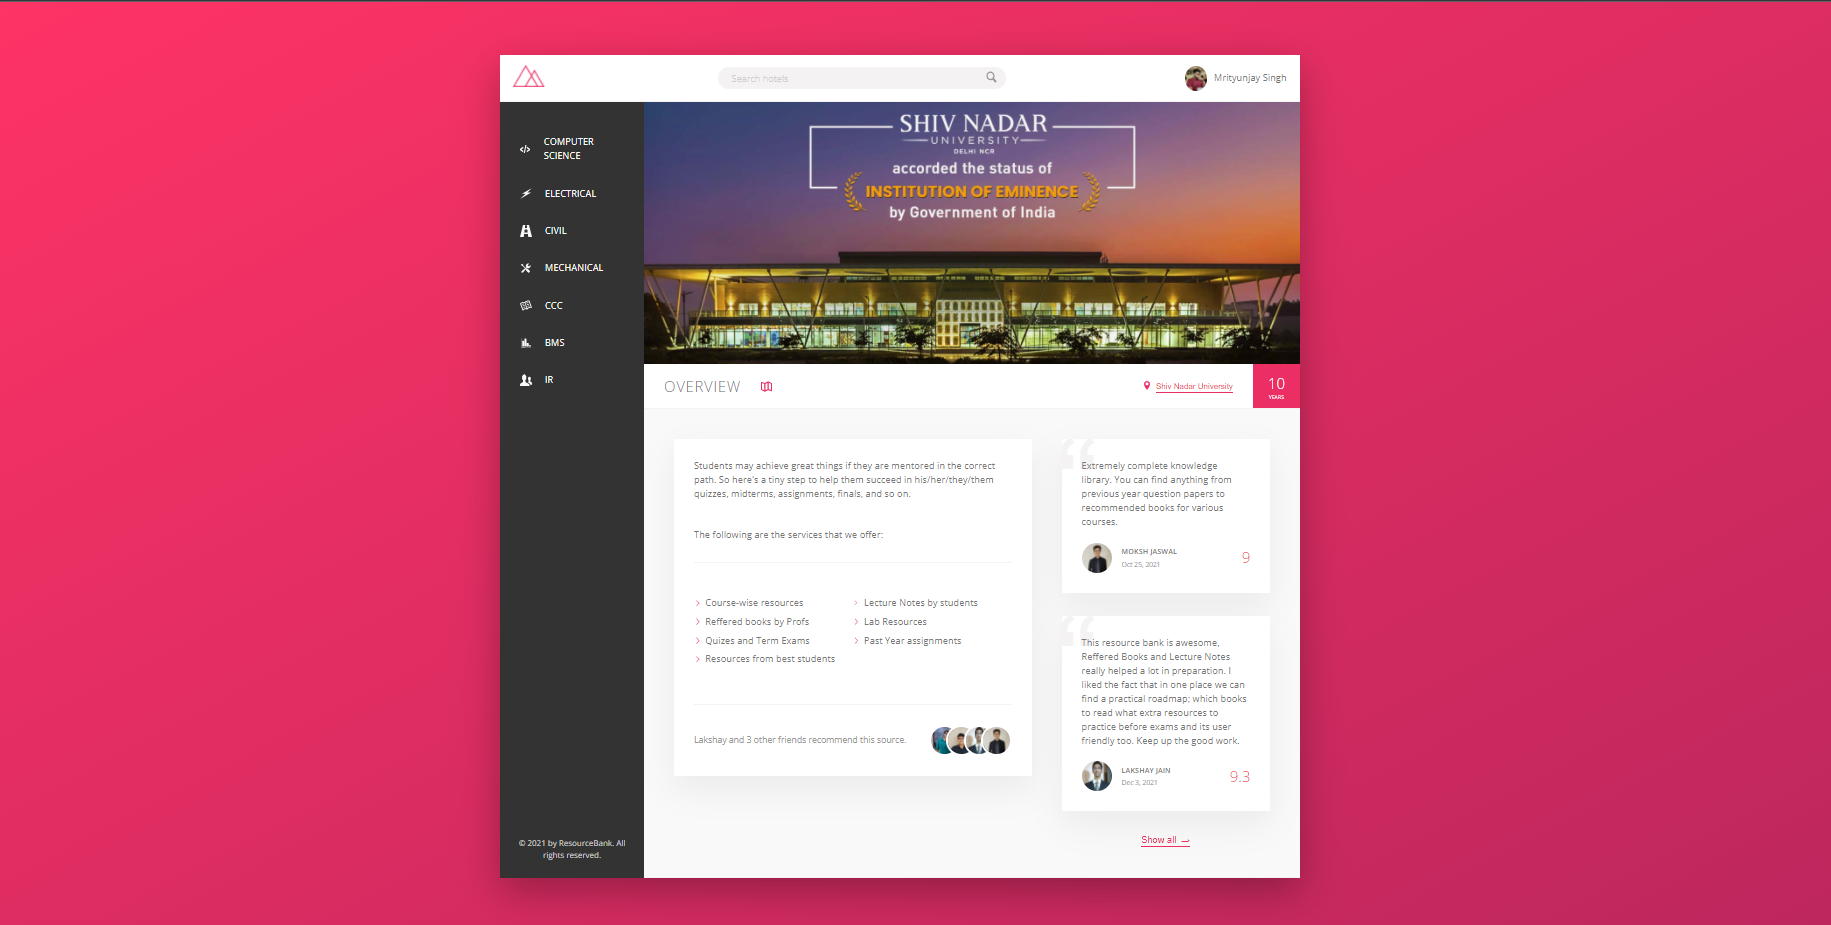 Search hotels
Mrityunjay Singh
COMPUTER
SCIENCE
ELECTRICAL
CIVIL
MECHANICAL
CCC
BMS
IR
© 2021 by ResourceBank. All
rights reserved.
SHIV NADAR
UNIVERSITY
DELHI NCR
accorded the status of
INSTITUTION OF EMINENCE
by Government of India
OVERVIEW
Shiv Nadar University
10
YEARS
Students may achieve great things if they are mentored in the correct
path. So here's a tiny step to help them succeed in his/her/they/them
quizzes, midterms, assignments, finals, and so on.
The following are the services that we offer:
Course-wise resources
Reffered books by Profs
Quizes and Term Exams
Resources from best students
Lecture Notes by students
Lab Resources
Past Year assignments
Lakshay and 3 other friends recommend this source.
“
Extremely complete knowledge
library. You can find anything from
previous year question papers to
recommended books for various
courses.
MOKSH JASWAL
Oct 25, 2021
9
“
This resource bank is awesome,
Reffered Books and Lecture Notes
really helped a lot in preparation. I
liked the fact that in one place we can
find a practical roadmap; which books
to read what extra resources to
practice before exams and its user
friendly too. Keep up the good work.
LAKSHAY JAIN
Dec 3, 2021
9.3
Show all →